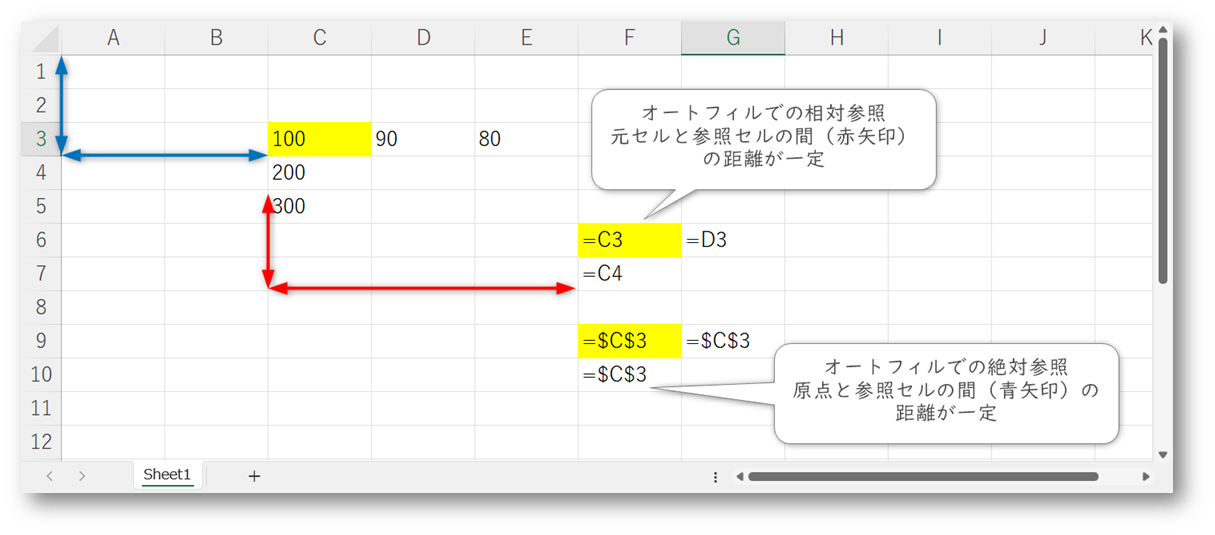 A B C D E F G H I J K
1
2
3 100 90 80
4 200
5 300
6 =C3 =D3
7 =C4
8
9 =$C$3 =$C$3
10 =$C$3
11
12
オートフィルでの相対参照
元セルと参照セルの間（赤矢印）
の距離が一定
オートフィルでの絶対参照
原点と参照セルの間（青矢印）の
距離が一定
Sheet1